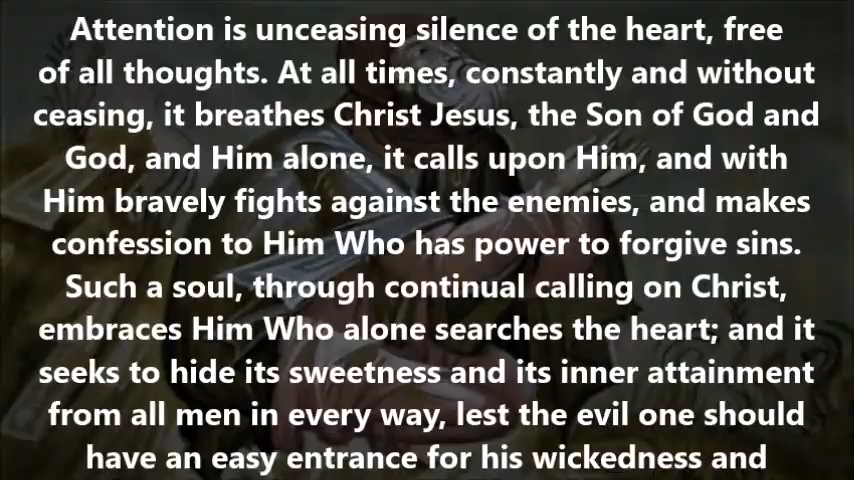 Attention is unceasing silence of the heart, free
of all thoughts. At all times, constantly and without
ceasing, it breathes Christ Jesus, the Son of God and
God, and Him alone, it calls upon Him, and with
Him bravely fights against the enemies, and makes
confession to Him Who has power to forgive sins.
Such a soul, through continual calling on Christ,
embraces Him Who alone searches the heart; and it
seeks to hide its sweetness and its inner attainment
from all men in every way, lest the evil one should
have an easy entrance for his wickedness and